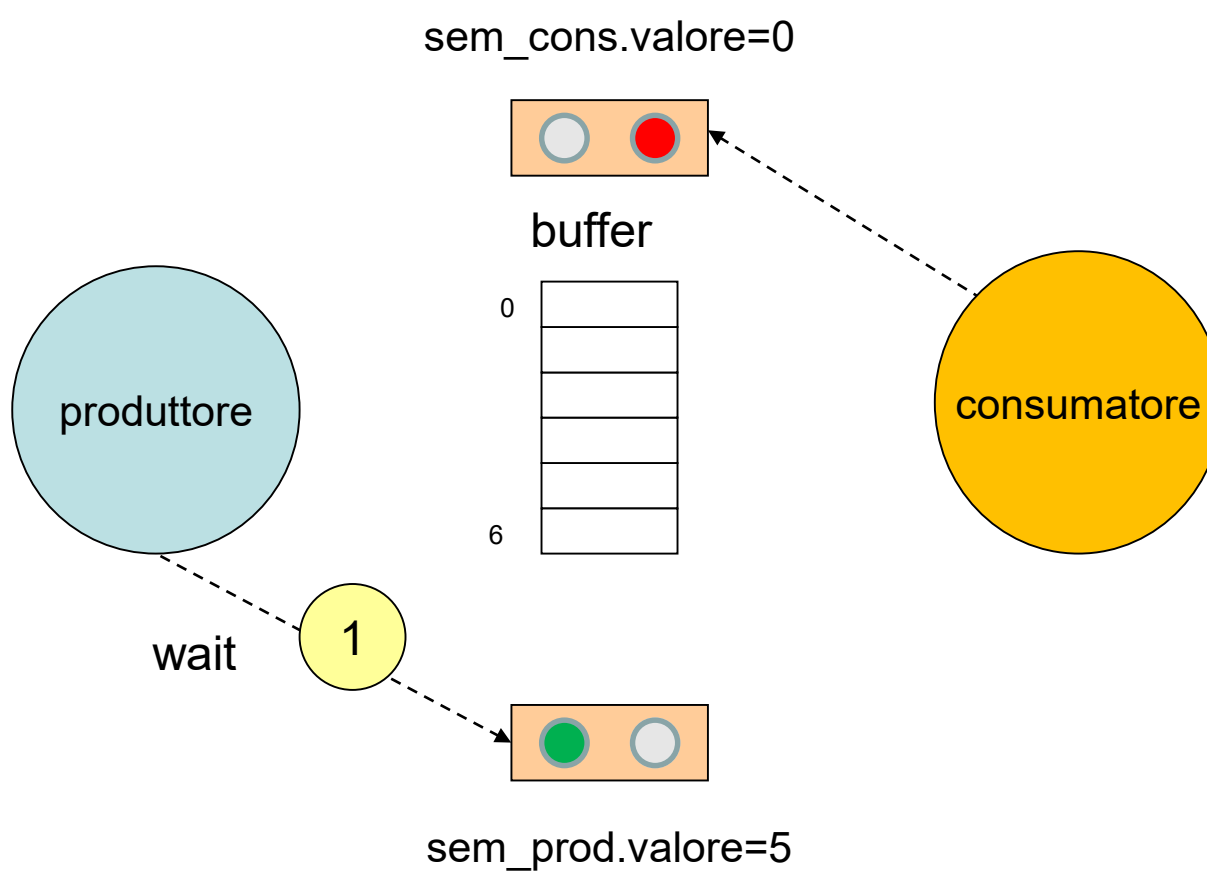 sem_cons.valore=0
buffer
0
produttore
consumatore
6
wait
1
sem_prod.valore=5